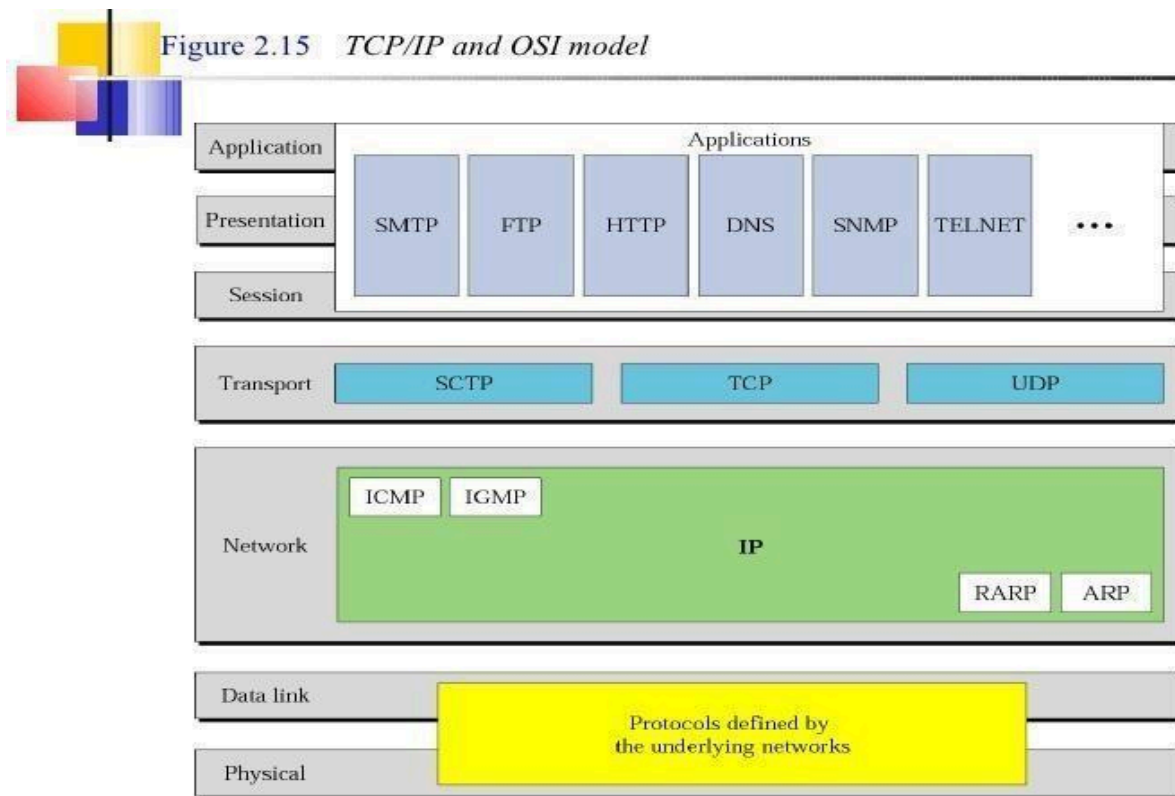 Figure 2.15 TCP/IP and OSI model
Application
Applications
Presentation
SMTP FTP HTTP DNS SNMP TELNET ...
Session
Transport
SCTP TCP UDP
Network
ICMP IGMP
IP
RARP ARP
Data link
Protocols defined by
the underlying networks
Physical